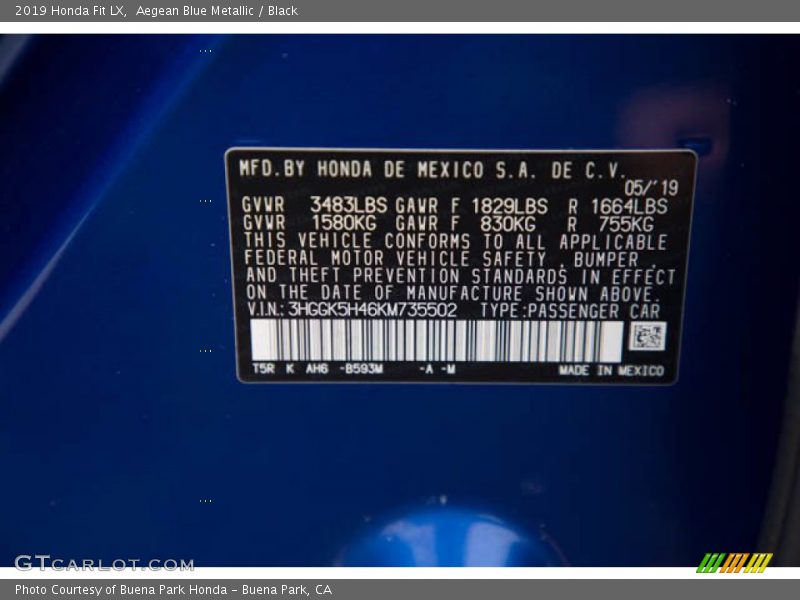 2019 Honda Fit LX,  Aegean Blue Metallic / Black
MFD.BY HONDA DE MEXICO S.A. DE C.V.
05/'19
GVWR 3483LBS GAWR F 1829LBS R 1664LBS
GVWR 1580KG GAWR F 830KG R 755KG
THIS VEHICLE CONFORMS TO ALL APPLICABLE
FEDERAL MOTOR VEHICLE SAFETY, BUMPER,
AND THEFT PREVENTION STANDARDS IN EFFECT
ON THE DATE OF MANUFACTURE SHOWN ABOVE.
V.I.N.: 3HGGK5H46KM735502 TYPE:PASSENGER CAR
T5R K AH6 -B593M -A -M MADE IN MEXICO
GTCARLOT.COM
Photo Courtesy of Buena Park Honda - Buena Park, CA